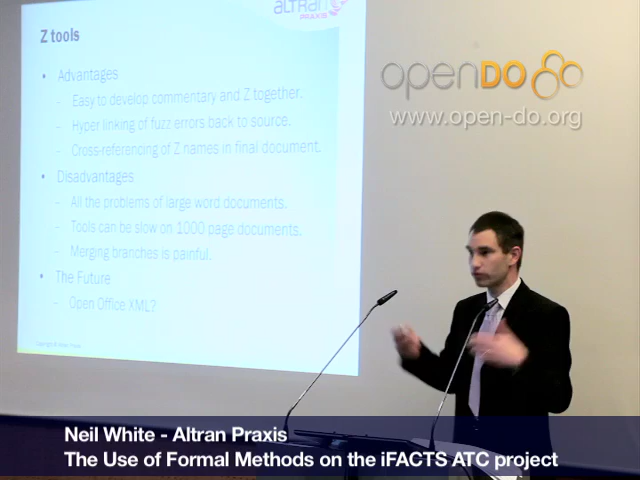 altran
PRAXIS
Z tools
• Advantages
– Easy to develop commentary and Z together.
– Hyper linking of fuzz errors back to source.
– Cross-referencing of Z names in final document.
• Disadvantages
– All the problems of large word documents.
– Tools can be slow on 1000 page documents.
– Merging branches is painful.
• The Future
– Open Office XML?
openDO
www.open-do.org
Neil White - Altran Praxis
The Use of Formal Methods on the iFACTS ATC project